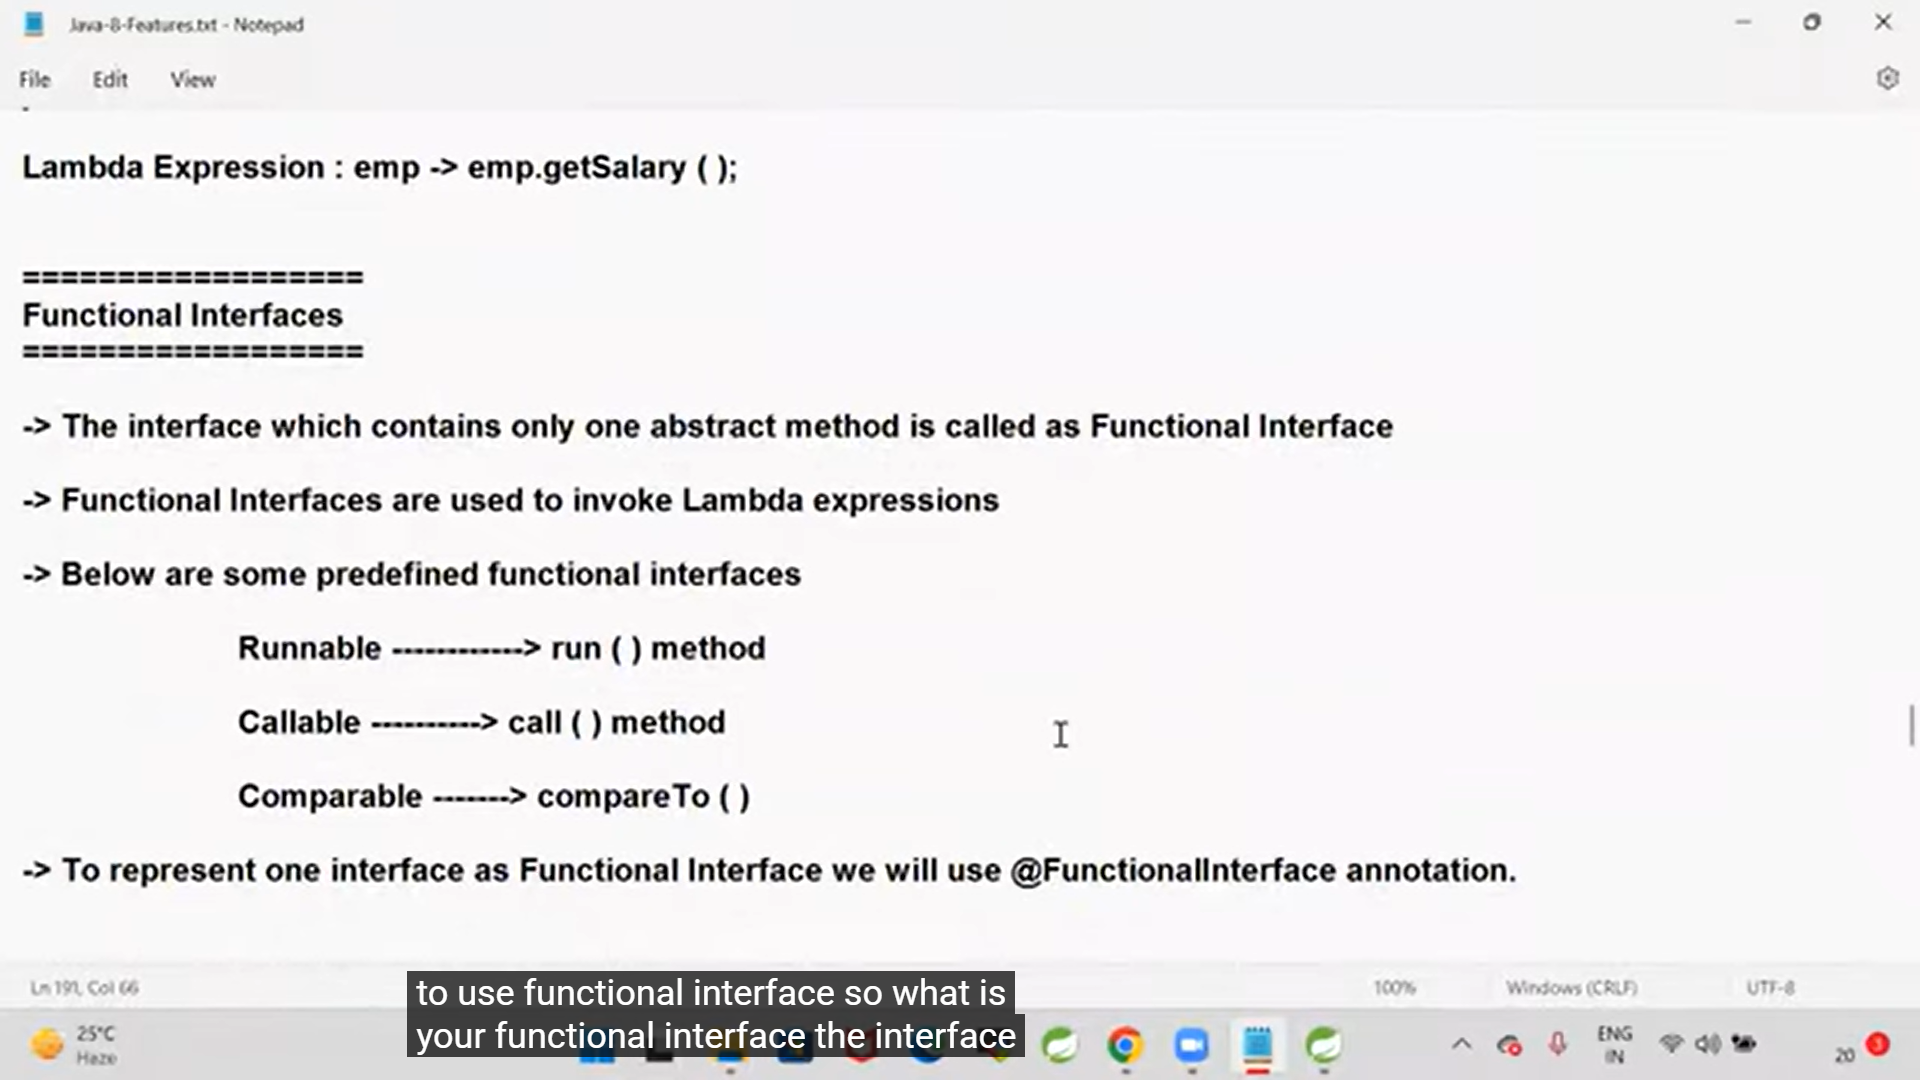 Java-8-Features.txt - Notepad
File Edit View
Lambda Expression : emp -> emp.getSalary ( );
==================
Functional Interfaces
==================
-> The interface which contains only one abstract method is called as Functional Interface
-> Functional Interfaces are used to invoke Lambda expressions
-> Below are some predefined functional interfaces
Runnable ------------> run ( ) method
Callable ----------> call ( ) method
Comparable -------> compareTo ( )
-> To represent one interface as Functional Interface we will use @FunctionalInterface annotation.
Ln 191, Col 66
100%
Windows (CRLF)
UTF-8
to use functional interface so what is
your functional interface the interface
25°C
Haze
ENG
IN
20
3